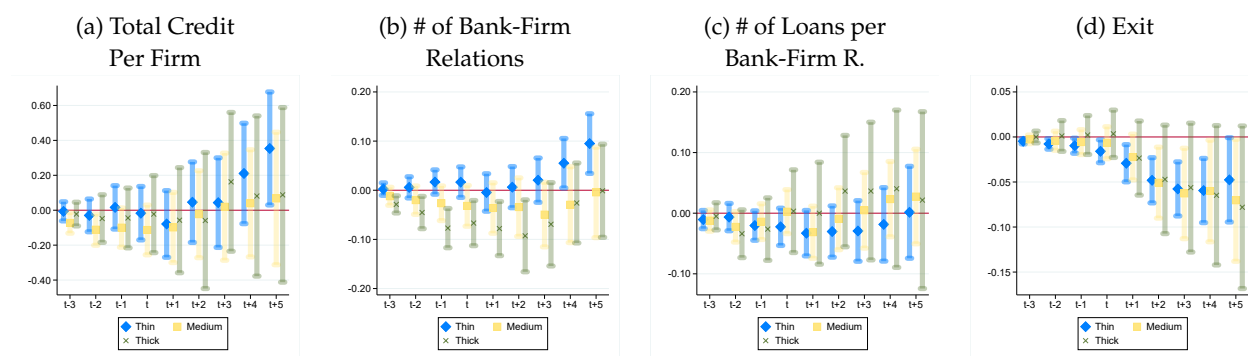 (a) Total Credit
Per Firm
0.60
0.40
0.20
0.00
-0.20
-0.40
t-3 t-2 t-1 t t+1 t+2 t+3 t+4 t+5
Thin Medium
Thick
(b) # of Bank-Firm
Relations
0.20
0.10
0.00
-0.10
-0.20
t-3 t-2 t-1 t t+1 t+2 t+3 t+4 t+5
Thin Medium
Thick
(c) # of Loans per
Bank-Firm R.
0.20
0.10
0.00
-0.10
t-3 t-2 t-1 t t+1 t+2 t+3 t+4 t+5
Thin Medium
Thick
(d) Exit
0.05
0.00
-0.05
-0.10
-0.15
t-3 t-2 t-1 t t+1 t+2 t+3 t+4 t+5
Thin Medium
Thick